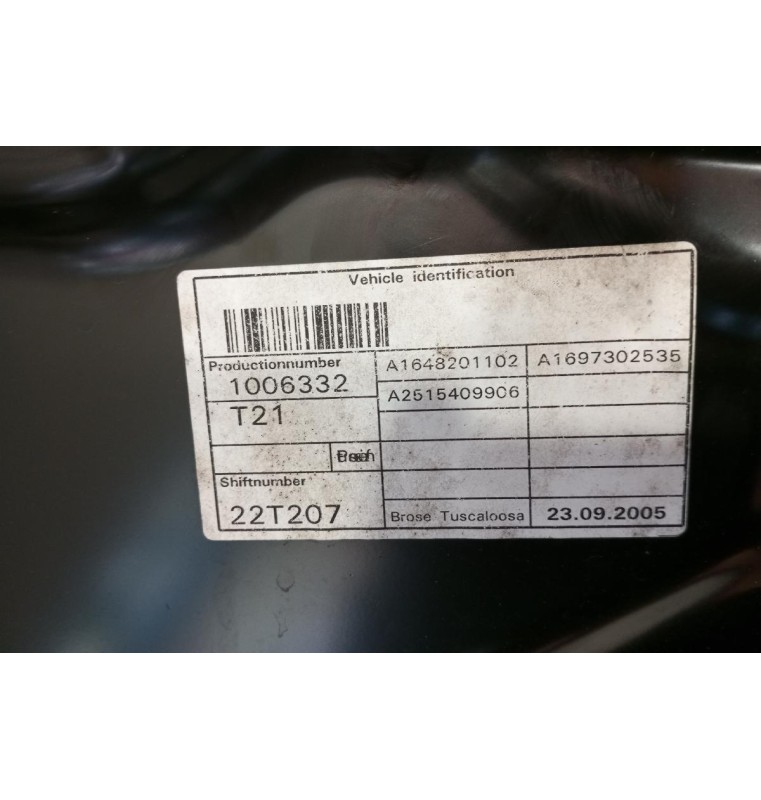 Vehicle identification
Productionnumber
1006332
A1648201102 A1697302535
A2515409906
T21
Shiftnumber
22T207
Brose Tuscaloosa 23.09.2005